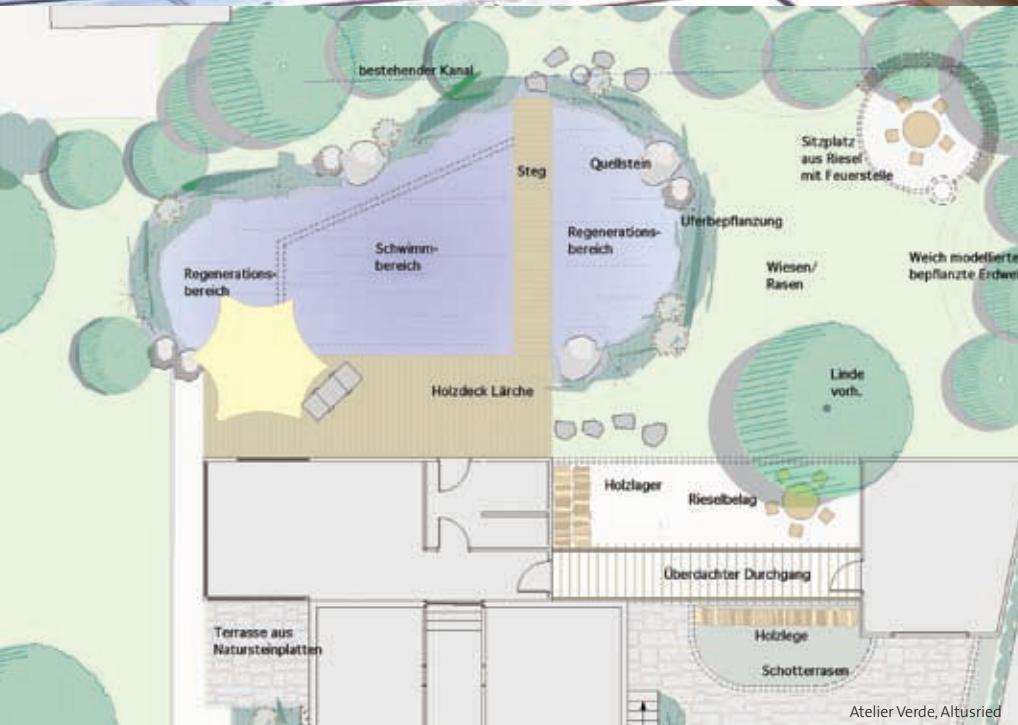 bestehender Kanal
Sitzplatz
aus Riesel
mit Feuerstelle
Quellstein
Steg
Uferbepflanzung
Regenerations-
bereich
Schwimm-
bereich
Weich modellierte
bepflanzte
Wiesen/
Rasen
Regenerations-
bereich
Linde
vorh.
Holzdeck Lärche
Holzlager
Rieselbelag
Überdachter Durchgang
Terrasse aus
Natursteinplatten
Holzlege
Schotterrasen
Atelier Verde, Altusried